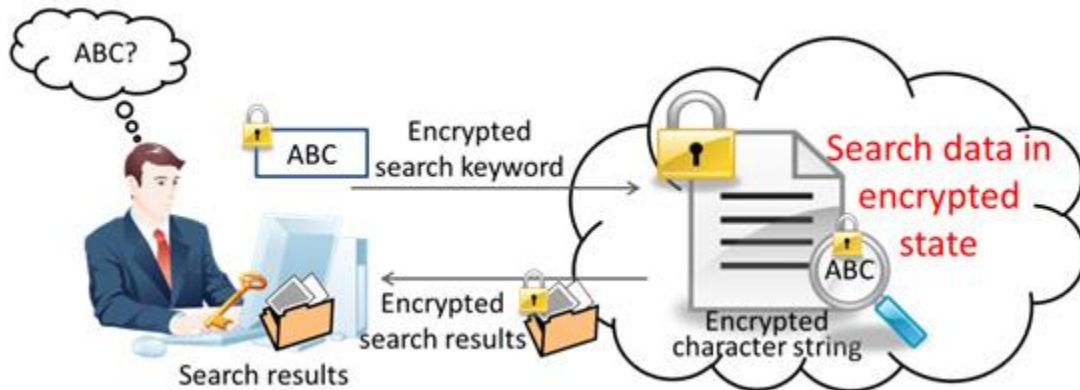 ABC?
ABC
Encrypted
search keyword
Search data in
encrypted
state
ABC
Encrypted
search results
Encrypted
character string
Search results